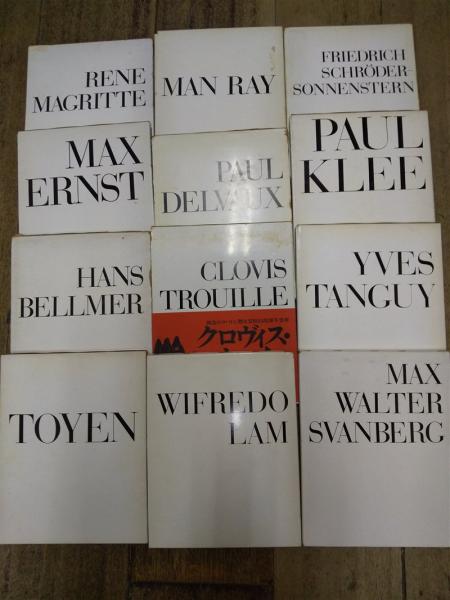 RENE
MAGRITTE
MAN RAY
FRIEDRICH
SCHRÖDER-
SONNENSTERN
MAX
ERNST
PAUL
DELVAUX
PAUL
KLEE
HANS
BELLMER
CLOVIS
TROUILLE
クロヴィス・
YVES
TANGUY
TOYEN
WIFREDO
LAM
MAX
WALTER
SVANBERG